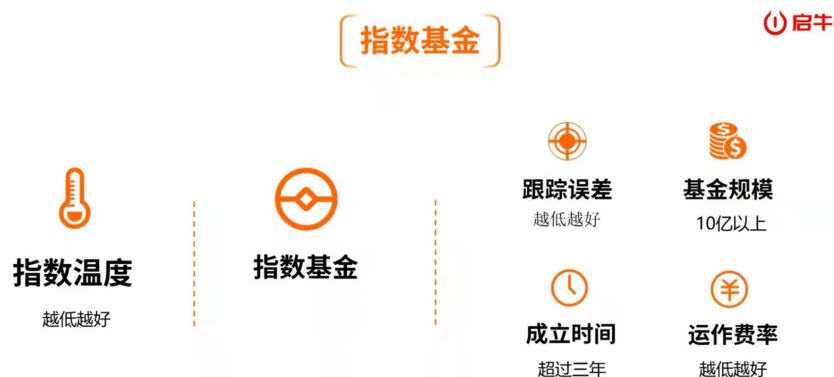 启牛
指数基金
指数温度
越低越好
指数基金
跟踪误差
越低越好
基金规模
10亿以上
成立时间
超过三年
运作费率
越低越好